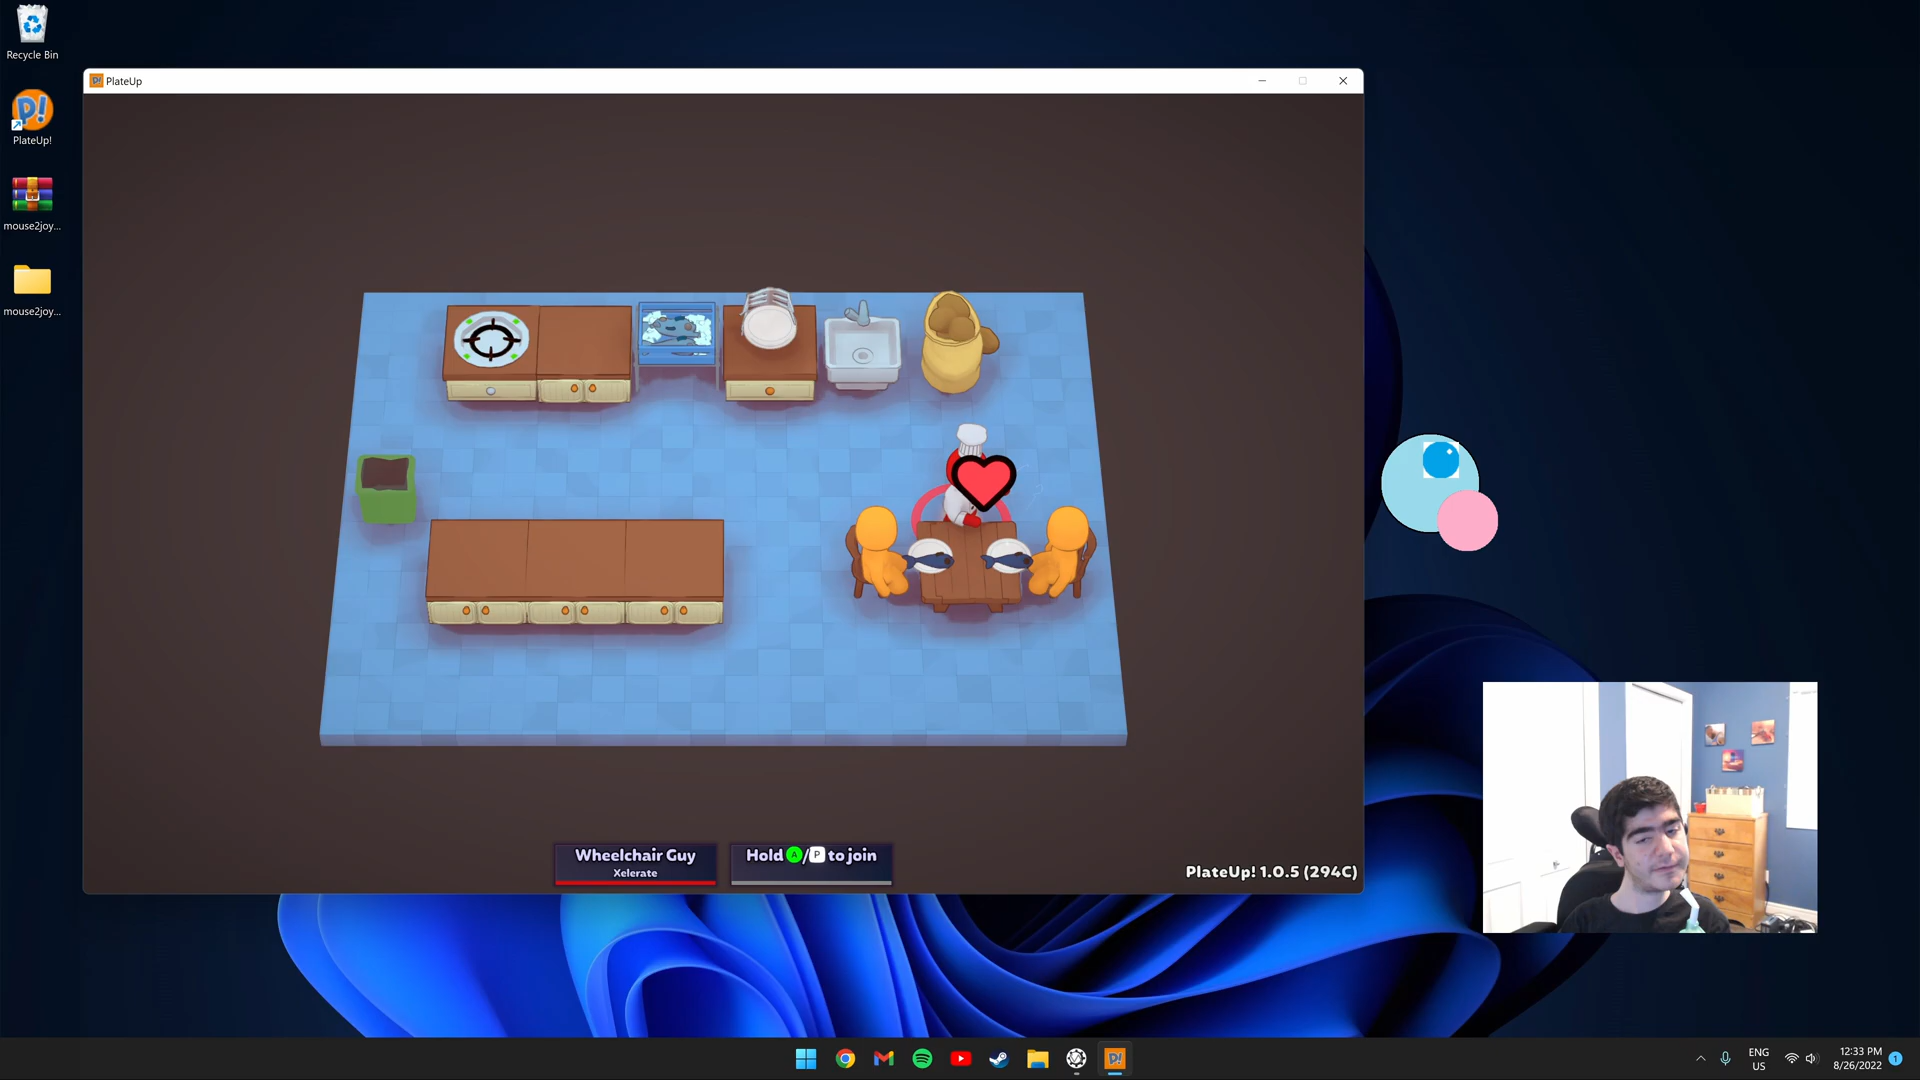 Recycle Bin
PlateUp
PlateUp!
mouse2joy...
mouse2joy...
Wheelchair Guy
Xelerate
Hold A/P to join
PlateUp! 1.0.5 (294C)
ENG
US
12:33 PM
8/26/2022
1